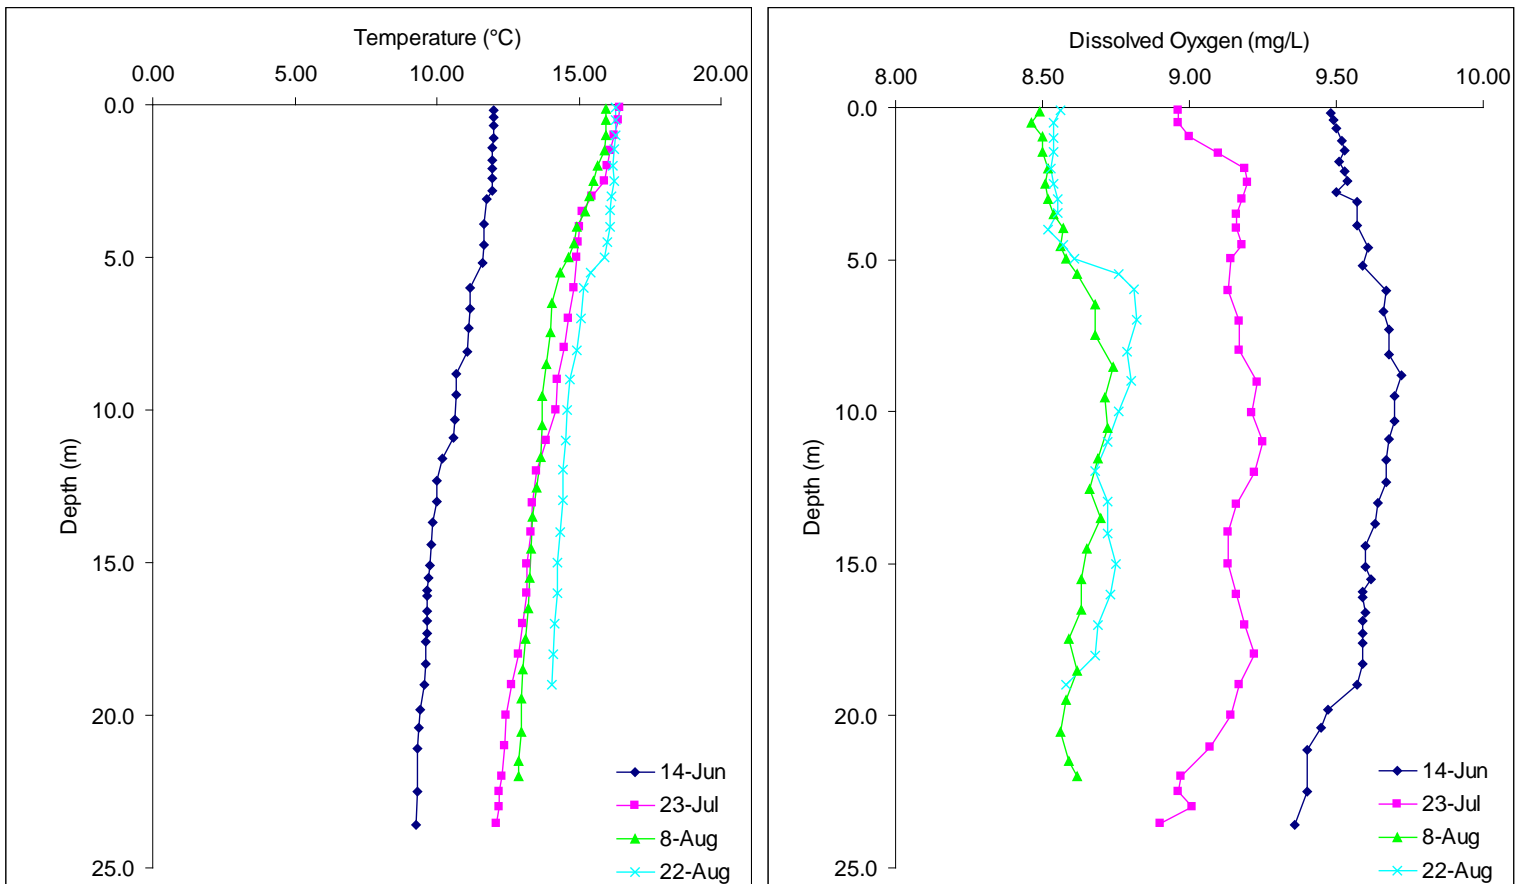 Temperature (°C)
0.00 5.00 10.00 15.00 20.00
0.0
5.0
10.0
15.0
20.0
25.0
Depth (m)
14-Jun
23-Jul
8-Aug
22-Aug
Dissolved Oyxgen (mg/L)
8.00 8.50 9.00 9.50 10.00
0.0
5.0
10.0
15.0
20.0
25.0
Depth (m)
14-Jun
23-Jul
8-Aug
22-Aug